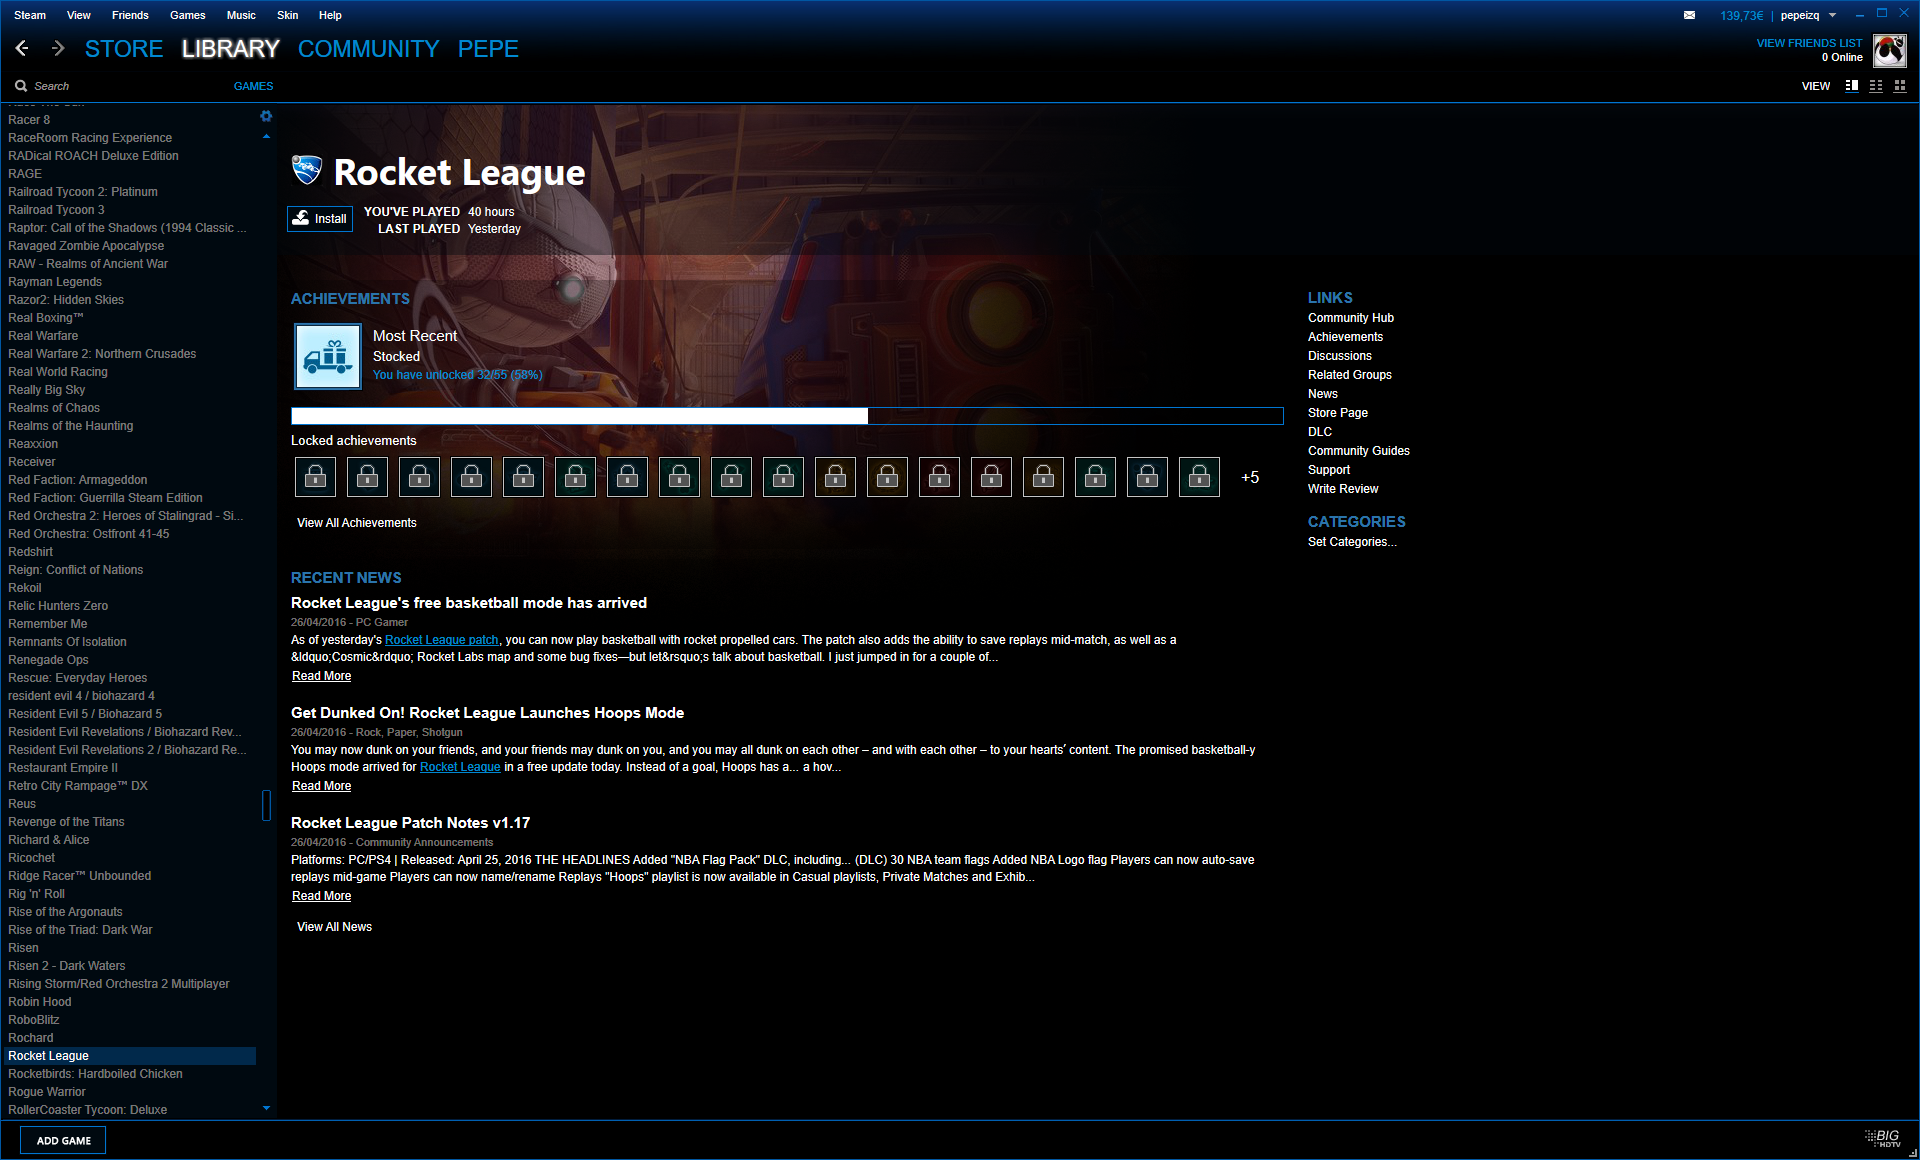 Steam View Friends Games Music Skin Help
139,73€ | pepeizq
STORE LIBRARY COMMUNITY PEPE
VIEW FRIENDS LIST
0 Online
Search
GAMES
VIEW
Racer 8
RaceRoom Racing Experience
RADical ROACH Deluxe Edition
RAGE
Railroad Tycoon 2: Platinum
Railroad Tycoon 3
Raptor: Call of the Shadows (1994 Classic ...
Ravaged Zombie Apocalypse
RAW - Realms of Ancient War
Rayman Legends
Razor2: Hidden Skies
Real Boxing™
Real Warfare
Real Warfare 2: Northern Crusades
Real World Racing
Really Big Sky
Realms of Chaos
Realms of the Haunting
Reaxxion
Receiver
Red Faction: Armageddon
Red Faction: Guerrilla Steam Edition
Red Orchestra 2: Heroes of Stalingrad - Si...
Red Orchestra: Ostfront 41-45
Redshirt
Reign: Conflict of Nations
Rekoil
Relic Hunters Zero
Remember Me
Remnants Of Isolation
Renegade Ops
Rescue: Everyday Heroes
resident evil 4 / biohazard 4
Resident Evil 5 / Biohazard 5
Resident Evil Revelations / Biohazard Rev...
Resident Evil Revelations 2 / Biohazard Re...
Restaurant Empire II
Retro City Rampage™ DX
Reus
Revenge of the Titans
Richard & Alice
Ricochet
Ridge Racer™ Unbounded
Rig 'n' Roll
Rise of the Argonauts
Rise of the Triad: Dark War
Risen
Risen 2 - Dark Waters
Rising Storm/Red Orchestra 2 Multiplayer
Robin Hood
RoboBlitz
Rochard
Rocket League
Rocketbirds: Hardboiled Chicken
Rogue Warrior
RollerCoaster Tycoon: Deluxe
ADD GAME
Rocket League
Install
YOU'VE PLAYED 40 hours
LAST PLAYED Yesterday
ACHIEVEMENTS
Most Recent
Stocked
You have unlocked 32/55 (58%)
Locked achievements
+5
View All Achievements
RECENT NEWS
Rocket League's free basketball mode has arrived
26/04/2016 - PC Gamer
As of yesterday's Rocket League patch, you can now play basketball with rocket propelled cars. The patch also adds the ability to save replays mid-match, as well as a
&ldquo;Cosmic&rdquo; Rocket Labs map and some bug fixes—but let&rsquo;s talk about basketball. I just jumped in for a couple of...
Read More
Get Dunked On! Rocket League Launches Hoops Mode
26/04/2016 - Rock, Paper, Shotgun
You may now dunk on your friends, and your friends may dunk on you, and you may all dunk on each other – and with each other – to your hearts′ content. The promised basketball-y
Hoops mode arrived for Rocket League in a free update today. Instead of a goal, Hoops has a... a hov...
Read More
Rocket League Patch Notes v1.17
26/04/2016 - Community Announcements
Platforms: PC/PS4 | Released: April 25, 2016 THE HEADLINES Added "NBA Flag Pack" DLC, including... (DLC) 30 NBA team flags Added NBA Logo flag Players can now auto-save
replays mid-game Players can now name/rename Replays "Hoops" playlist is now available in Casual playlists, Private Matches and Exhib...
Read More
View All News
LINKS
Community Hub
Achievements
Discussions
Related Groups
News
Store Page
DLC
Community Guides
Support
Write Review
CATEGORIES
Set Categories...
BIG
HDTV